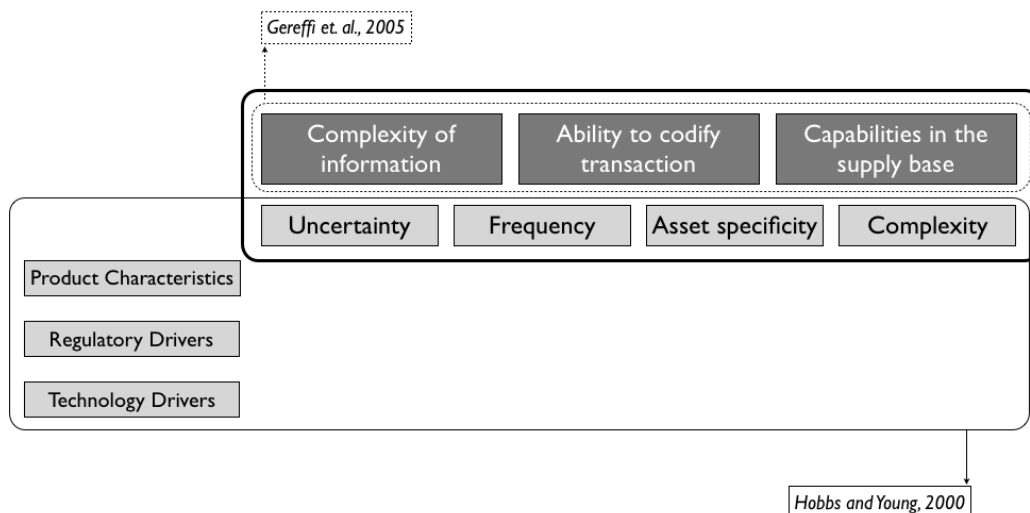 Gereffi et. al., 2005
Complexity of
information
Ability to codify
transaction
Capabilities in the
supply base
Uncertainty
Frequency
Asset specificity
Complexity
Product Characteristics
Regulatory Drivers
Technology Drivers
Hobbs and Young, 2000